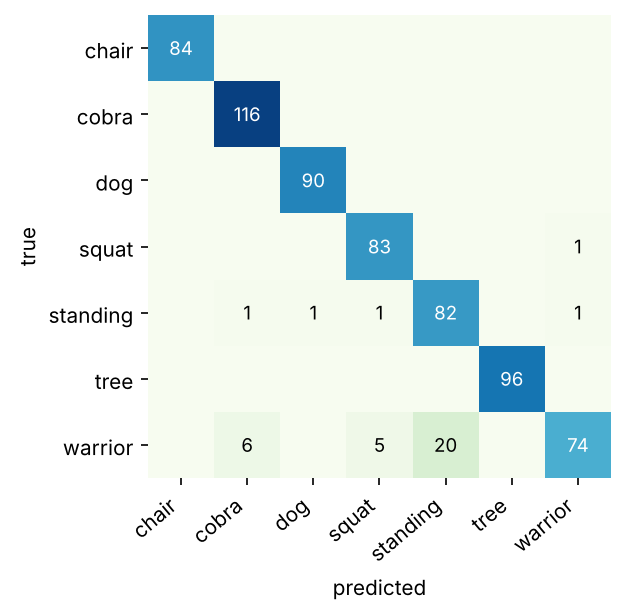 chair 84
cobra 116
dog 90
squat 83 1
standing 1 1 1 82 1
tree 96
warrior 6 5 20 74
true
chair cobra dog squat standing tree warrior
predicted